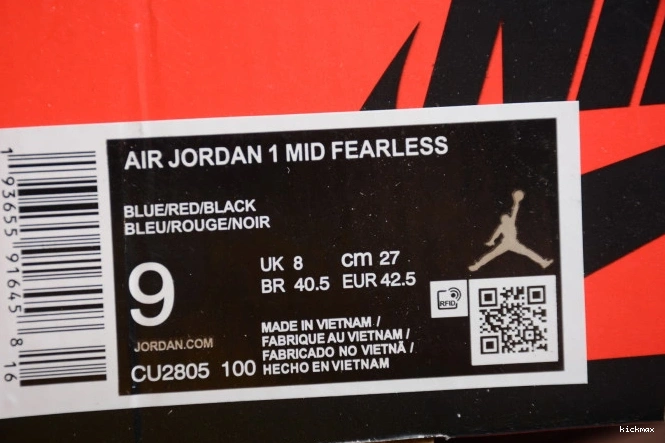 AIR JORDAN 1 MID FEARLESS
BLUE/RED/BLACK
BLEU/ROUGE/NOIR
9
UK 8 cm 27
BR 40.5 EUR 42.5
RFID
JORDAN.COM
CU2805 100
MADE IN VIETNAM /
FABRIQUE AU VIETNAM /
FABRICADO NO VIETNÃ /
HECHO EN VIETNAM
1 93655 91645 8 16
kickmax